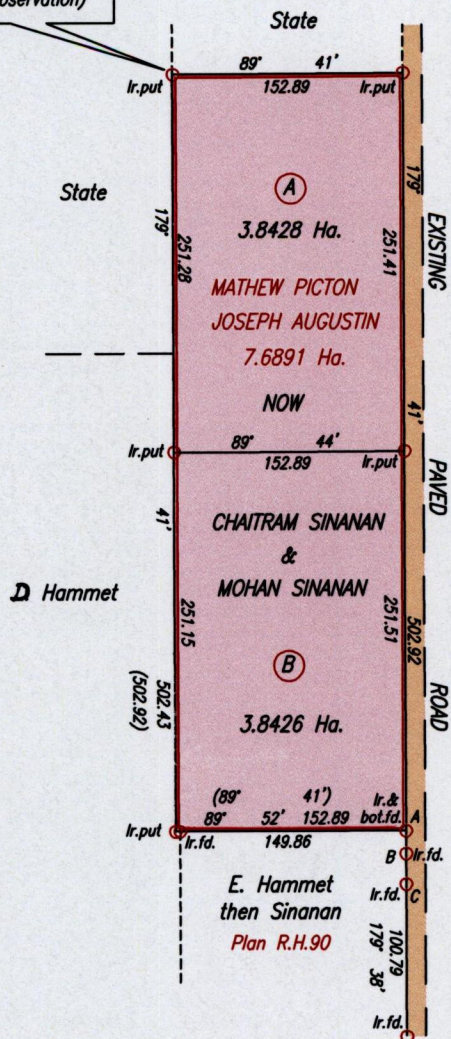 State
89° 41'
Ir.put 152.89 Ir.put
State
A
3.8428 Ha.
179°
251.28
251.41
179°
EXISTING
MATHEW PICTON
JOSEPH AUGUSTIN
7.6891 Ha.
NOW
41'
PAVED
89° 44'
Ir.put 152.89 Ir.put
41'
CHAITRAM SINANAN
&
MOHAN SINANAN
D Hammet
251.15
251.51
502.92
ROAD
B
3.8426 Ha.
502.43
(502.92)
(89° 41') Ir.&
89° 52' 152.89 bot.fd. A
Ir.put Ir.fd. 149.86
B Ir.fd.
E. Hammet Ir.fd. C
then Sinanan
Plan R.H.90
100.79
179° 38'
Ir.fd.